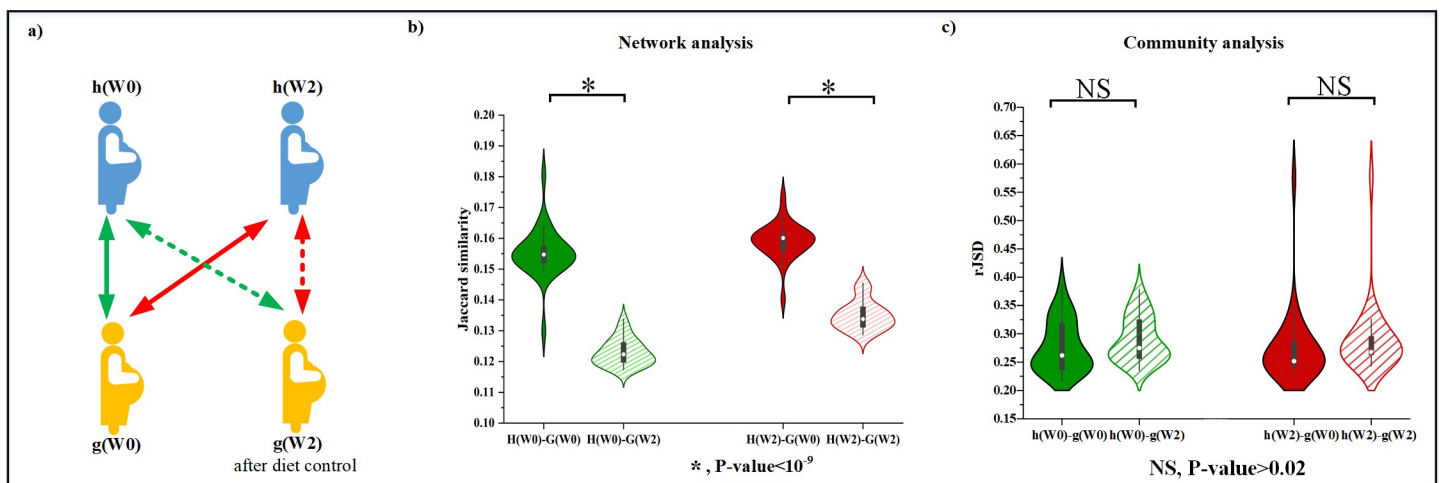 a)
h(W0) h(W2)
g(W0) g(W2)
after diet control
b)
Network analysis
* *
Jaccard similarity
0.20
0.19
0.18
0.17
0.16
0.15
0.14
0.13
0.12
0.11
0.10
H(W0)-G(W0) H(W0)-G(W2) H(W2)-G(W0) H(W2)-G(W2)
* , P-value<10⁻⁹
c)
Community analysis
NS NS
rJSD
0.70
0.65
0.60
0.55
0.50
0.45
0.40
0.35
0.30
0.25
0.20
0.15
h(W0)-g(W0) h(W0)-g(W2) h(W2)-g(W0) h(W2)-g(W2)
NS, P-value>0.02